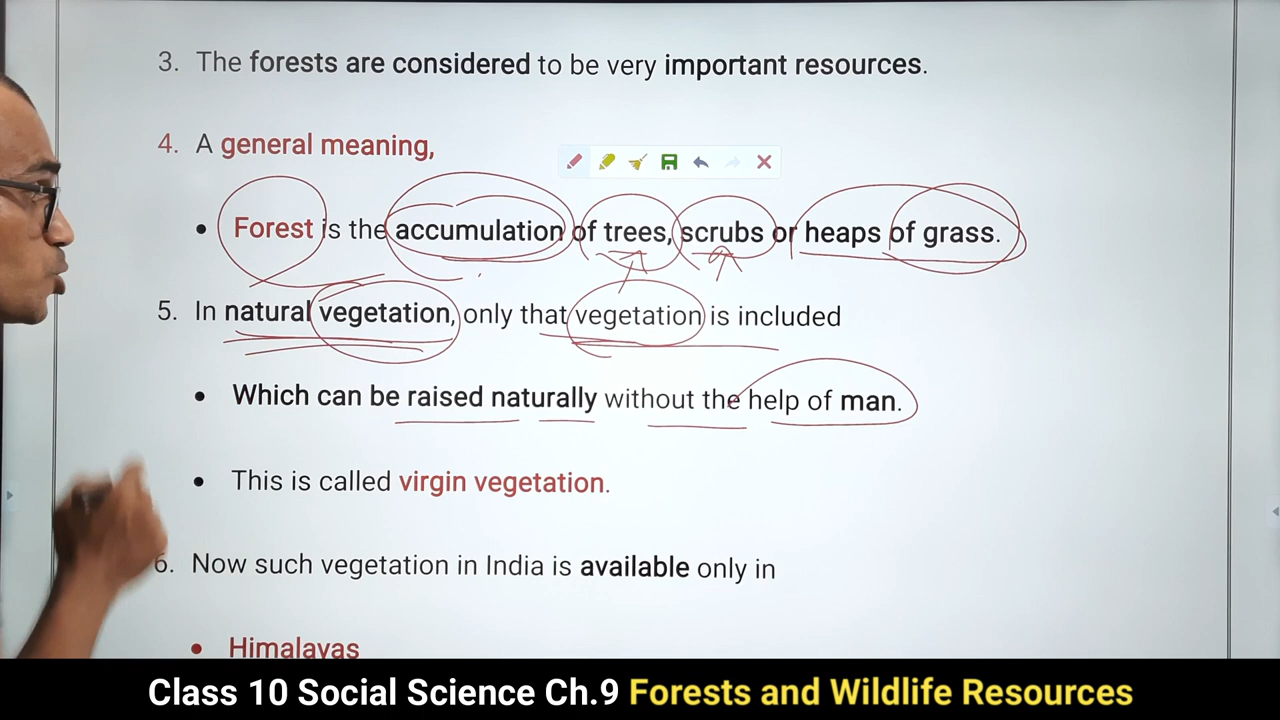 3. The forests are considered to be very important resources.
4. A general meaning,
• Forest is the accumulation of trees, scrubs or heaps of grass.
5. In natural vegetation, only that vegetation is included
• Which can be raised naturally without the help of man.
• This is called virgin vegetation.
6. Now such vegetation in India is available only in
• Himalayas
Class 10 Social Science Ch.9 Forests and Wildlife Resources